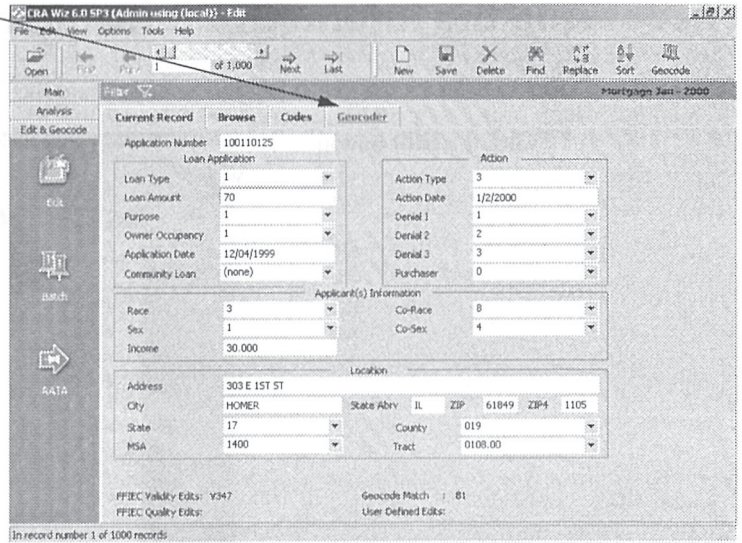 CRA Wiz 6.0 SP3 (Admin using (local)) - Edit
File Edit View Options Tools Help
Open First Prev 1 of 1,000 Next Last New Save Delete Find Replace Sort Geocode
Main Filter Mortgage Jan - 2000
Analysis
Edit & Geocode
Edit
Batch
Current Record Browse Codes Geocoder
Application Number 100110125
Loan Application
Loan Type 1
Loan Amount 70
Purpose 1
Owner Occupancy 1
Application Date 12/04/1999
Community Loan (none)
Action
Action Type 3
Action Date 1/2/2000
Denial 1 1
Denial 2 2
Denial 3 3
Purchaser 0
Applicant(s) Information
Race 3 Co-Race 8
Sex 1 Co-Sex 4
Income 30.000
Location
Address 303 E 1ST ST
City HOMER State Abrv IL ZIP 61849 ZIP4 1105
State 17 County 019
MSA 1400 Tract 0108.00
FFIEC Validity Edits: V347 Geocode Match : 81
FFIEC Quality Edits: User Defined Edits:
In record number 1 of 1000 records